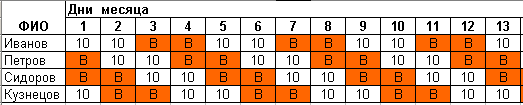 Дни месяца
ФИО 1 2 3 4 5 6 7 8 9 10 11 12 13
Иванов 10 10 В В 10 10 В В 10 10 В В 10
Петров В 10 10 В В 10 10 В В 10 10 В В
Сидоров В В 10 10 В В 10 10 В В 10 10 В
Кузнецов 10 В В 10 10 В В 10 10 В В 10 10